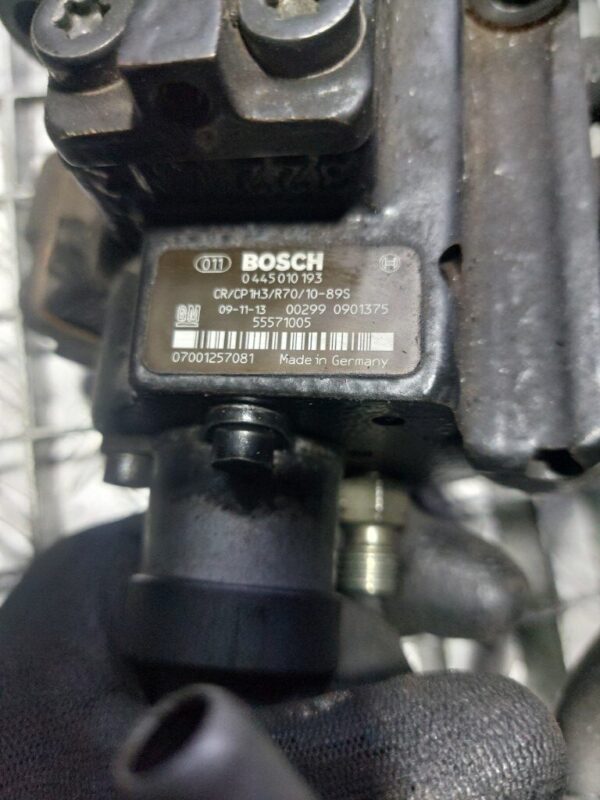 011 BOSCH
0 445 010 193
CR/CP1H3/R70/10-89S
GM 09-11-13 00299 0901375
55571005
07001257081 Made in Germany